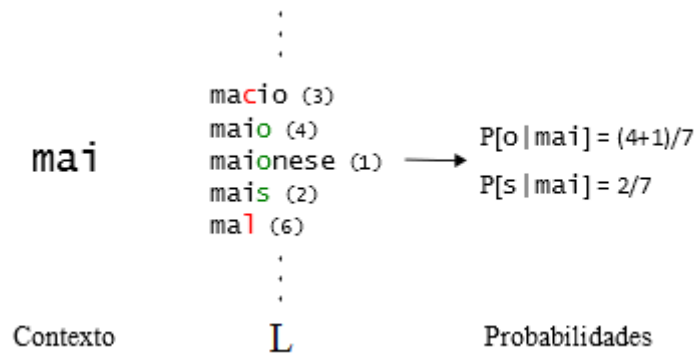 mai
macio (3)
maio (4)
maionese (1)
mais (2)
mal (6)
P[o|mai] = (4+1)/7
P[s|mai] = 2/7
Contexto
L
Probabilidades